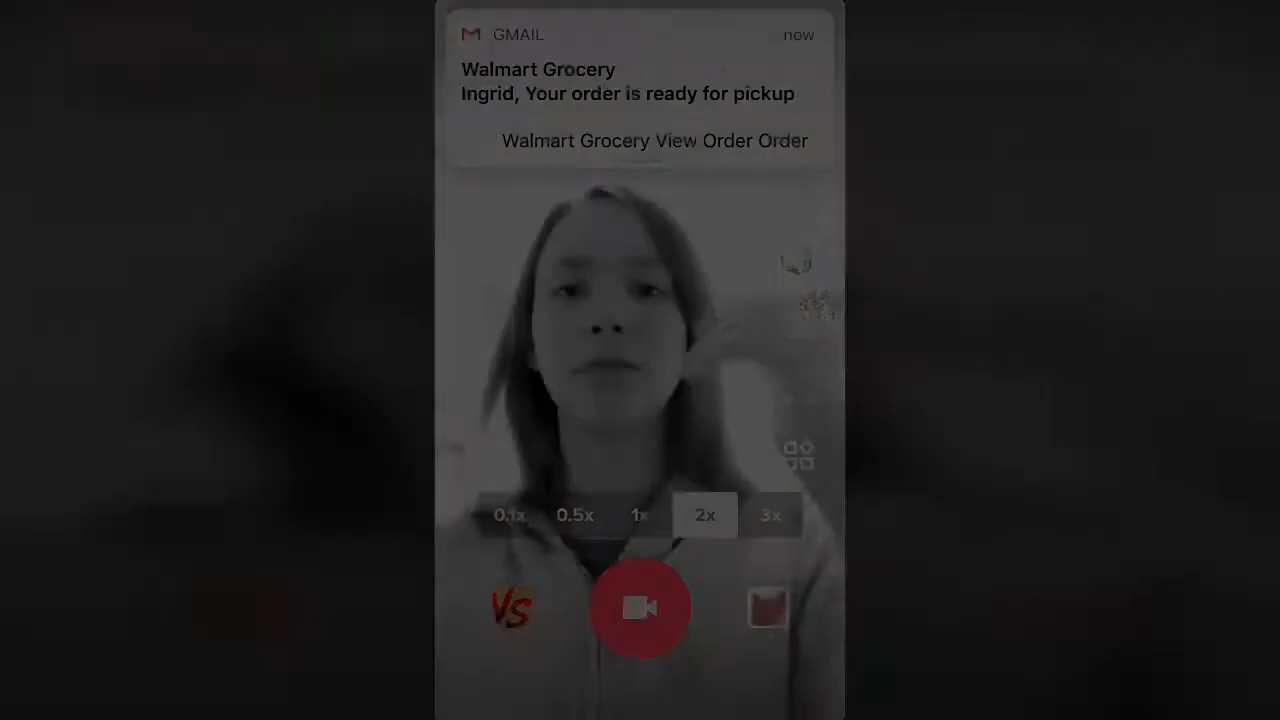 GMAIL now
Walmart Grocery
Ingrid, Your order is ready for pickup
Walmart Grocery View Order Order
0.1x 0.5x 1x 2x 3x
VS